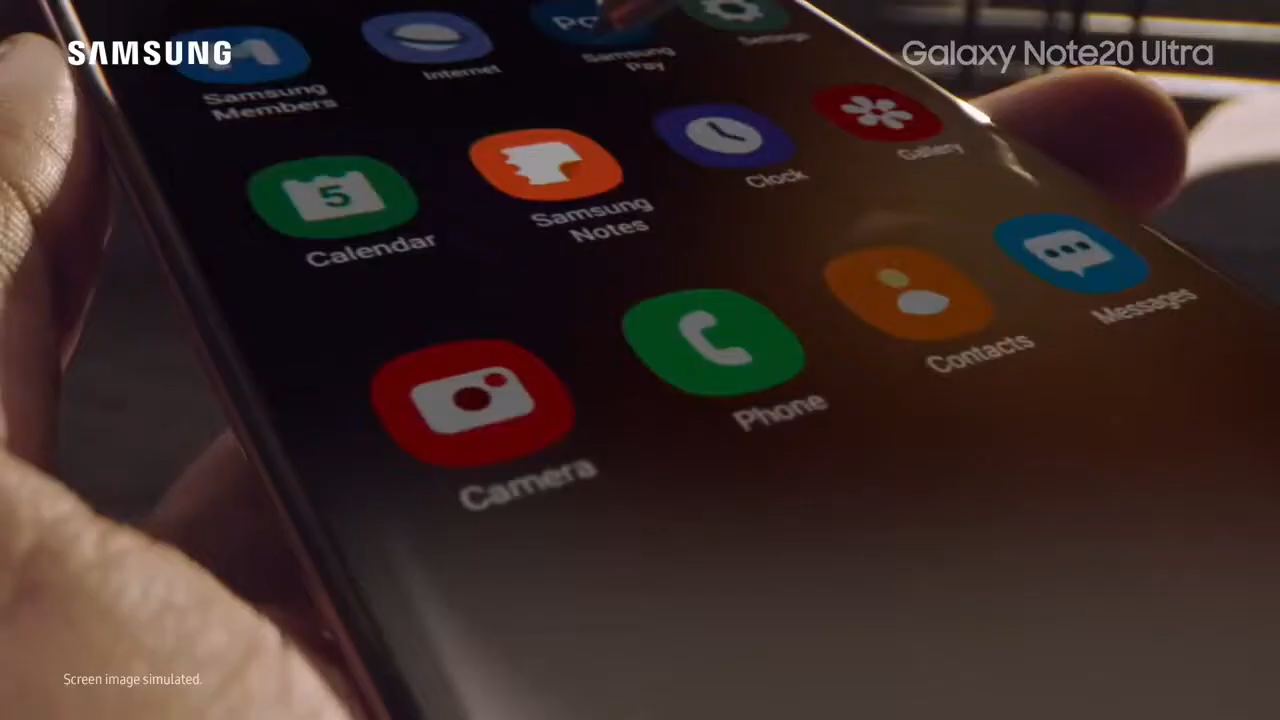 SAMSUNG
Galaxy Note20 Ultra
Samsung
Members
Internet
Samsung
Pay
Settings
5
Calendar
Samsung
Notes
Clock
Gallery
Camera
Phone
Contacts
Messages
Screen image simulated.